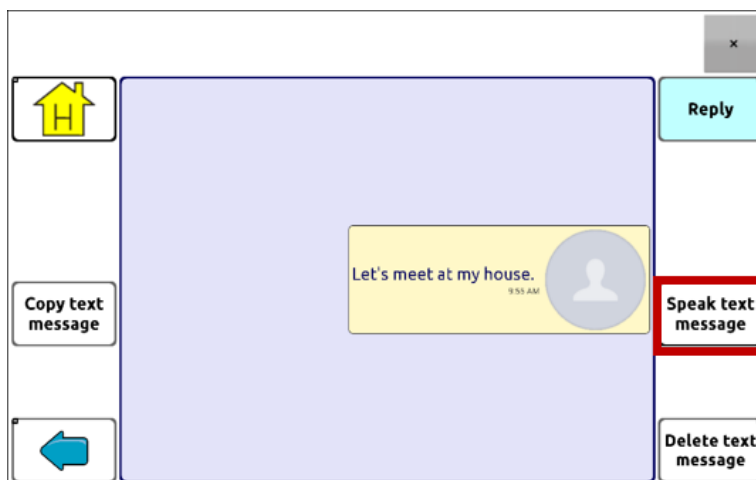 ×
H
Reply
Let's meet at my house.
9:55 AM
Copy text
message
Speak text
message
Delete text
message